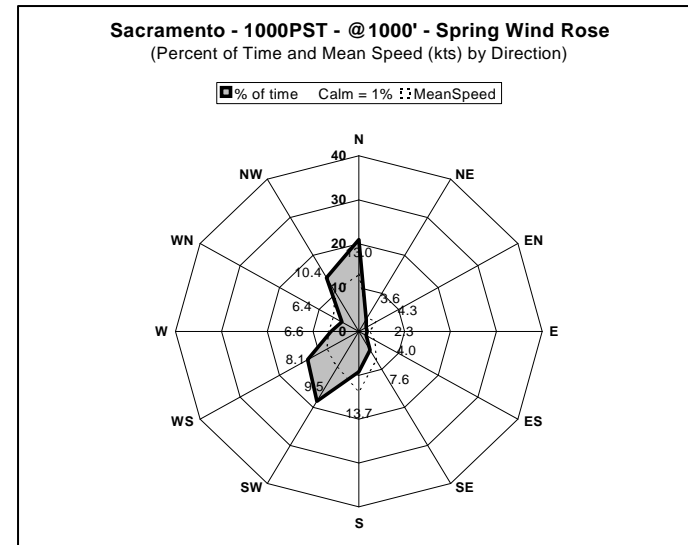 Sacramento - 1000PST - @1000' - Spring Wind Rose
(Percent of Time and Mean Speed (kts) by Direction)
% of time Calm = 1% MeanSpeed
N
40
NW
NE
30
WN
20
EN
13.0
10.4
10
3.6
6.4
4.3
W
6.6
0
2.3
E
8.1
4.0
9.5
7.6
WS
13.7
ES
SW
SE
S